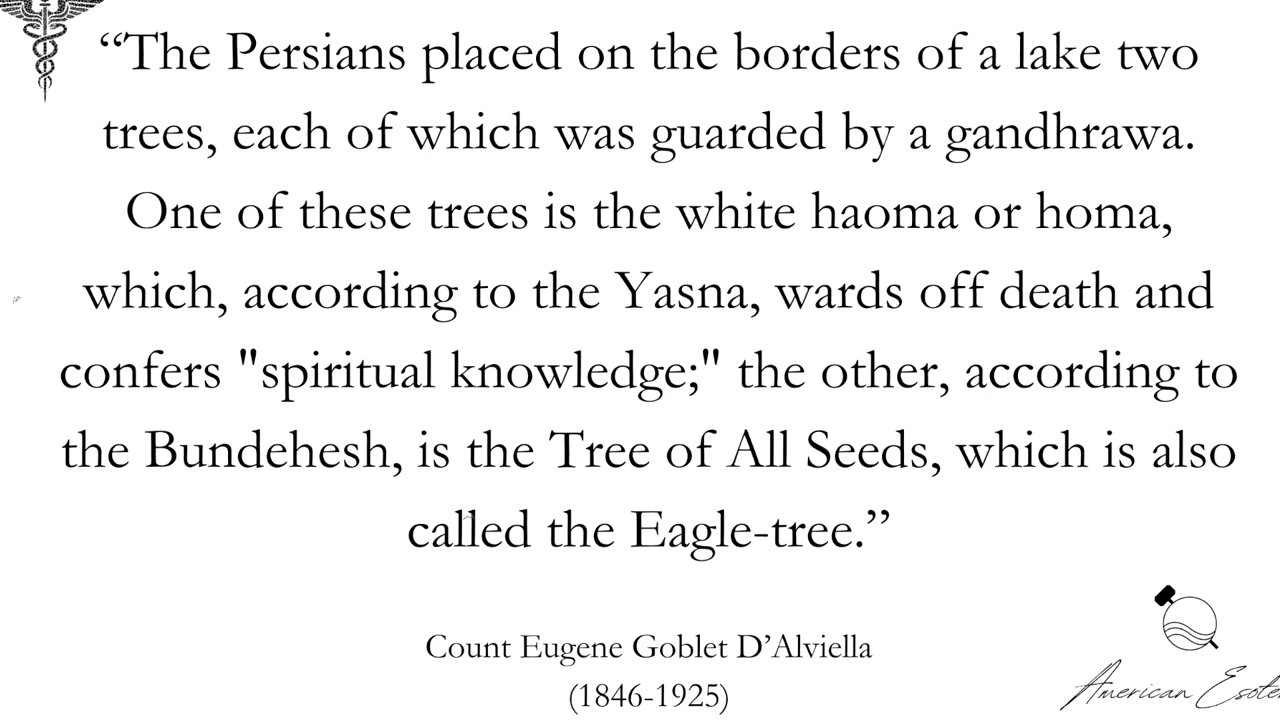 “The Persians placed on the borders of a lake two
trees, each of which was guarded by a gandhrawa.
One of these trees is the white haoma or homa,
which, according to the Yasna, wards off death and
confers "spiritual knowledge;" the other, according to
the Bundehesh, is the Tree of All Seeds, which is also
called the Eagle-tree.”
Count Eugene Goblet D’Alviella
(1846-1925)
American